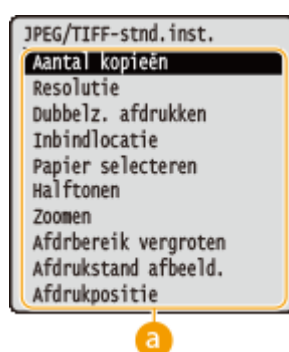 JPEG/TIFF-stnd.inst.
Aantal kopieën
Resolutie
Dubbelz. afdrukken
Inbindlocatie
Papier selecteren
Halftonen
Zoomen
Afdrbereik vergroten
Afdrukstand afbeeld.
Afdrukpositie
a